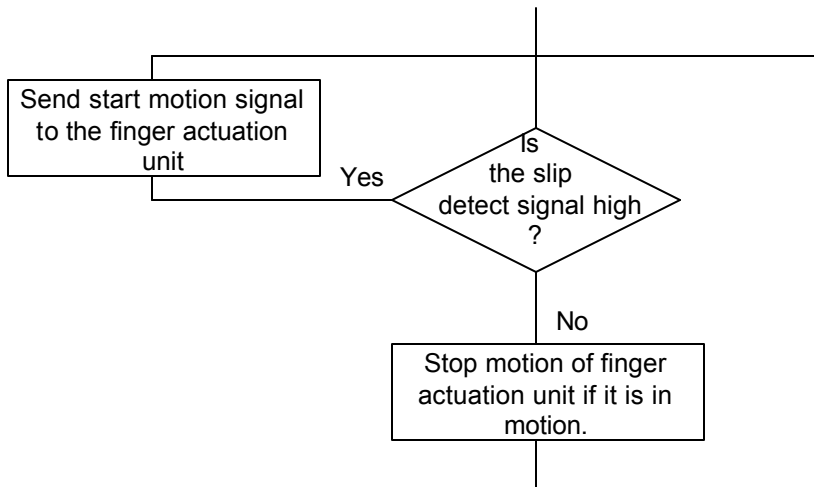 Send start motion signal
to the finger actuation
unit
Yes
Is
the slip
detect signal high
?
No
Stop motion of finger
actuation unit if it is in
motion.